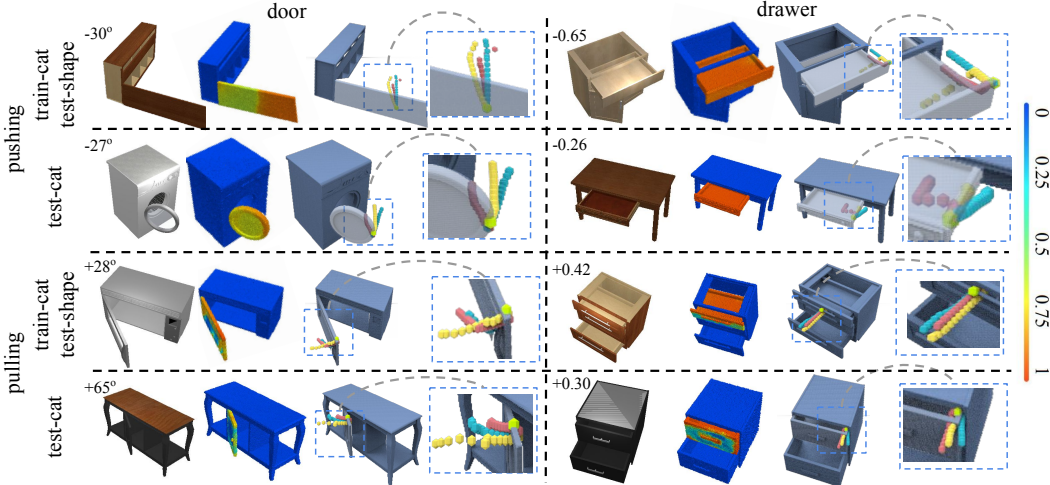 door
drawer
pushing
train-cat
test-shape
-30°
-0.65
test-cat
-27°
-0.26
pulling
train-cat
test-shape
+28°
+0.42
test-cat
+65°
+0.30
0
0.25
0.5
0.75
1